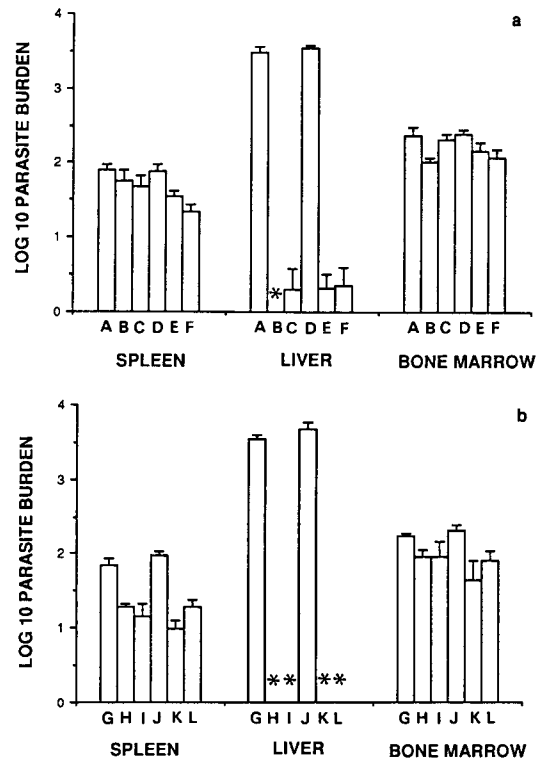 a
LOG 10 PARASITE BURDEN
4
3
2
1
0
*
A B C D E F
A B C D E F
A B C D E F
SPLEEN
LIVER
BONE MARROW
b
LOG 10 PARASITE BURDEN
4
3
2
1
0
** **
G H I J K L
G H I J K L
G H I J K L
SPLEEN
LIVER
BONE MARROW